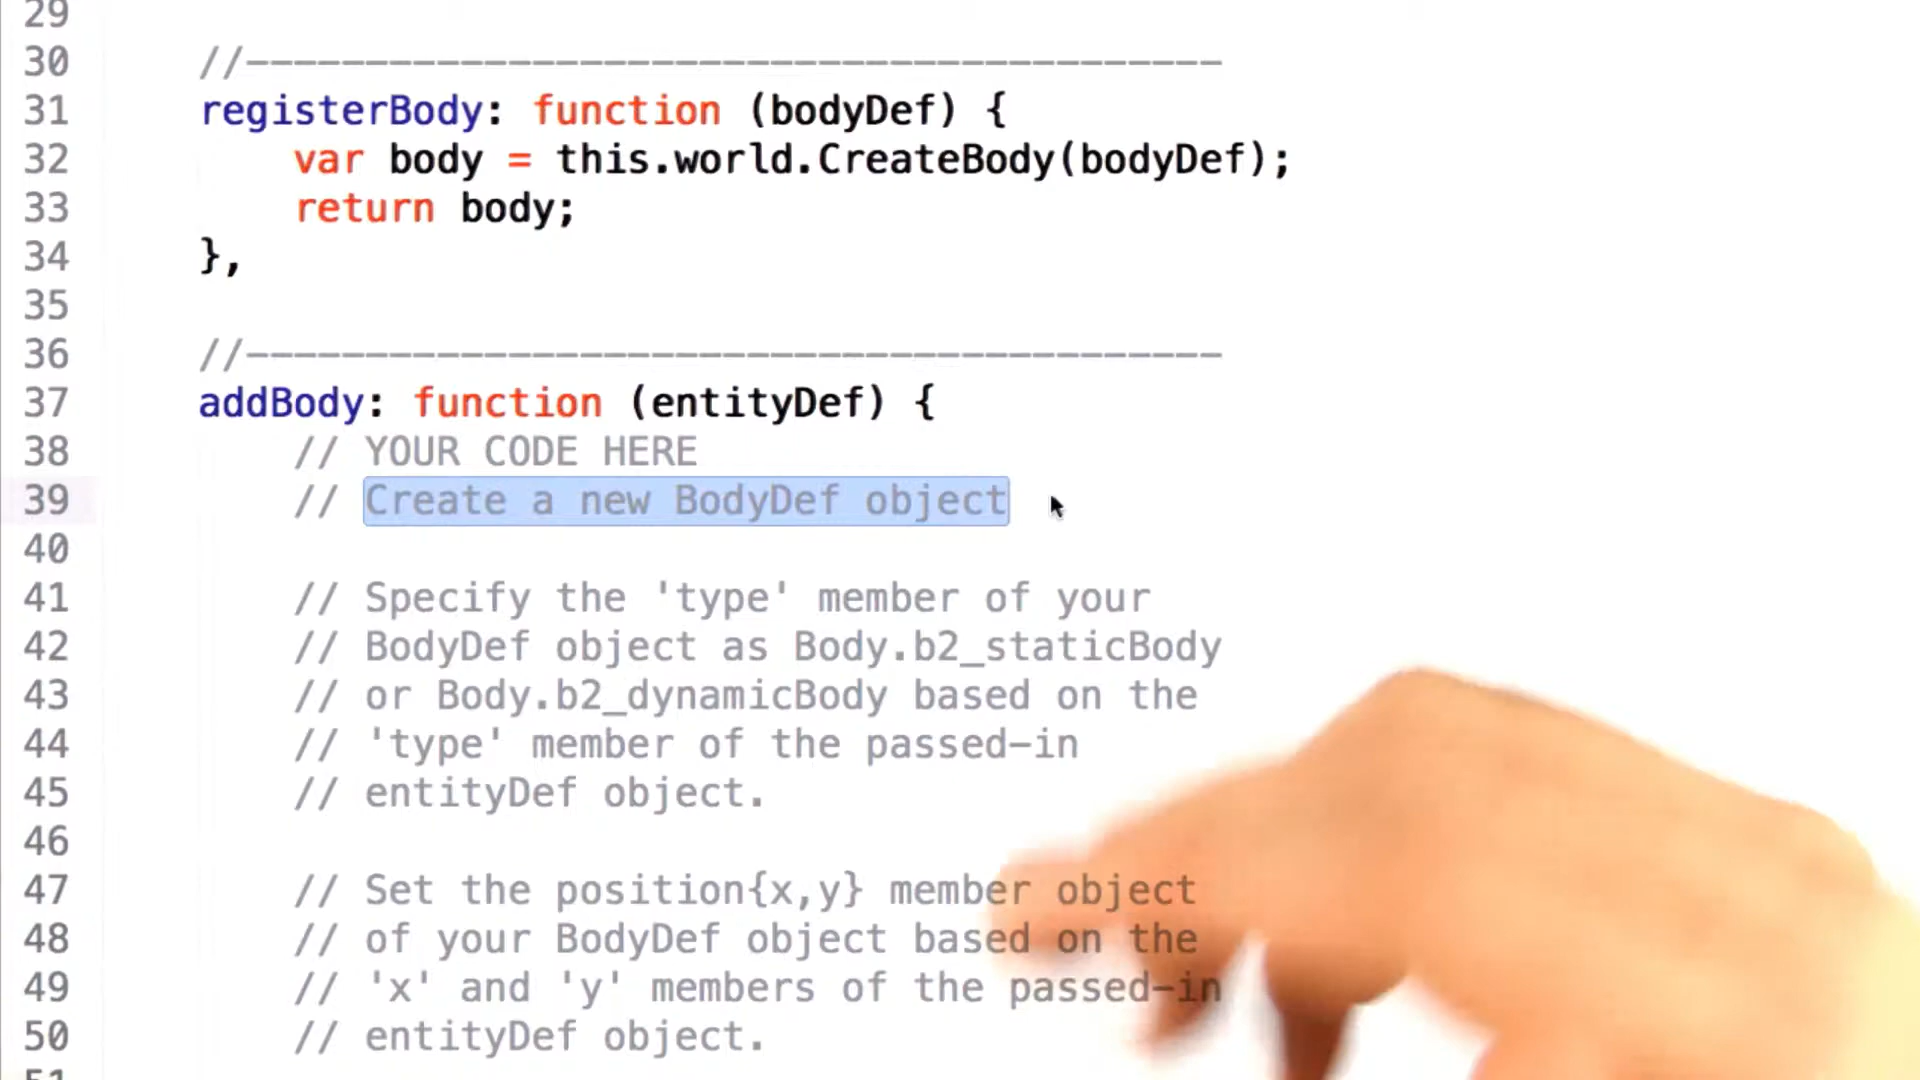 29
30 //------------------------------------------
31 registerBody: function (bodyDef) {
32 var body = this.world.CreateBody(bodyDef);
33 return body;
34 },
35
36 //------------------------------------------
37 addBody: function (entityDef) {
38 // YOUR CODE HERE
39 // Create a new BodyDef object
40
41 // Specify the 'type' member of your
42 // BodyDef object as Body.b2_staticBody
43 // or Body.b2_dynamicBody based on the
44 // 'type' member of the passed-in
45 // entityDef object.
46
47 // Set the position{x,y} member object
48 // of your BodyDef object based on the
49 // 'x' and 'y' members of the passed-in
50 // entityDef object.
51